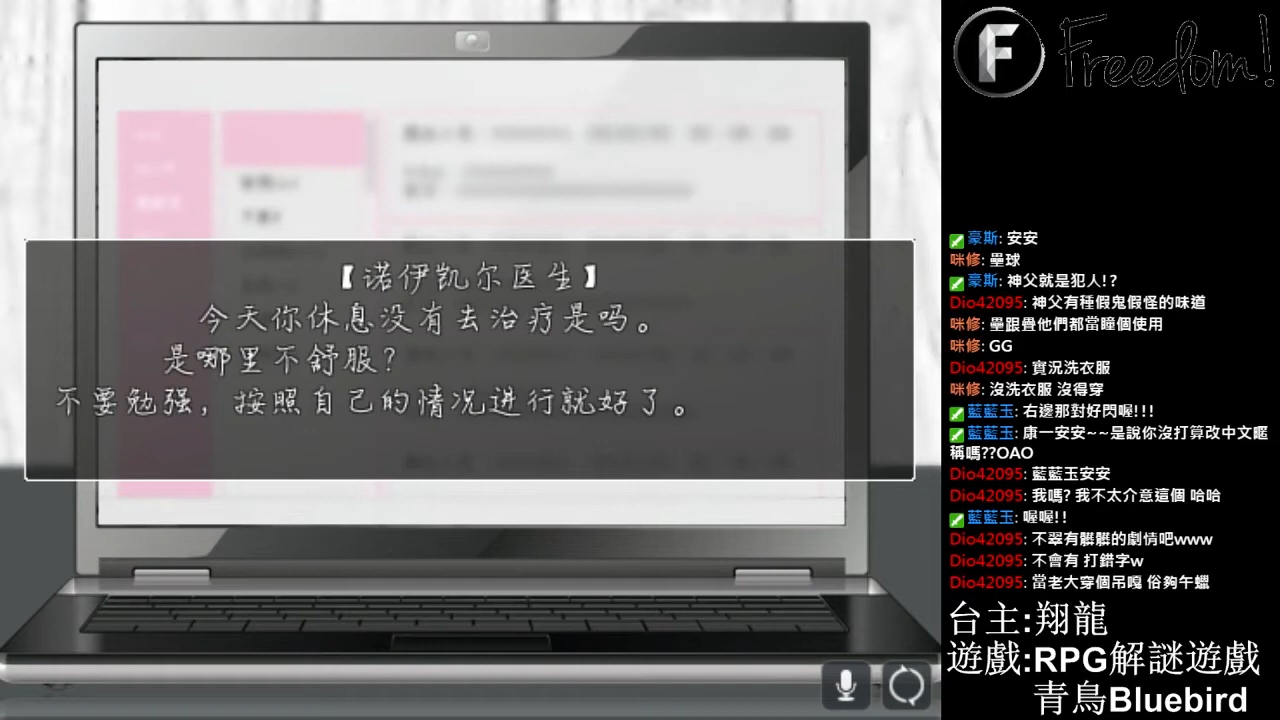 【诺伊凯尔医生】
今天你休息没有去治疗是吗。
是哪里不舒服?
不要勉强，按照自己的情况进行就好了。
F Freedom!
豪斯: 安安
咪修: 壘球
豪斯: 神父就是犯人!?
Dio42095: 神父有種假鬼假怪的味道
咪修: 壘跟疊他們都當瞳個使用
咪修: GG
Dio42095: 實況洗衣服
咪修: 沒洗衣服 沒得穿
藍藍玉: 右邊那對好閃喔!!!
藍藍玉: 康一安安~~是說你沒打算改中文暱
稱嗎??OAO
Dio42095: 藍藍玉安安
Dio42095: 我嗎? 我不太介意這個 哈哈
藍藍玉: 喔喔!!
Dio42095: 不翠有髒髒的劇情吧www
Dio42095: 不會有 打錯字w
Dio42095: 當老大穿個吊嘎 俗夠午蠟
台主:翔龍
遊戲:RPG解謎遊戲
青鳥Bluebird